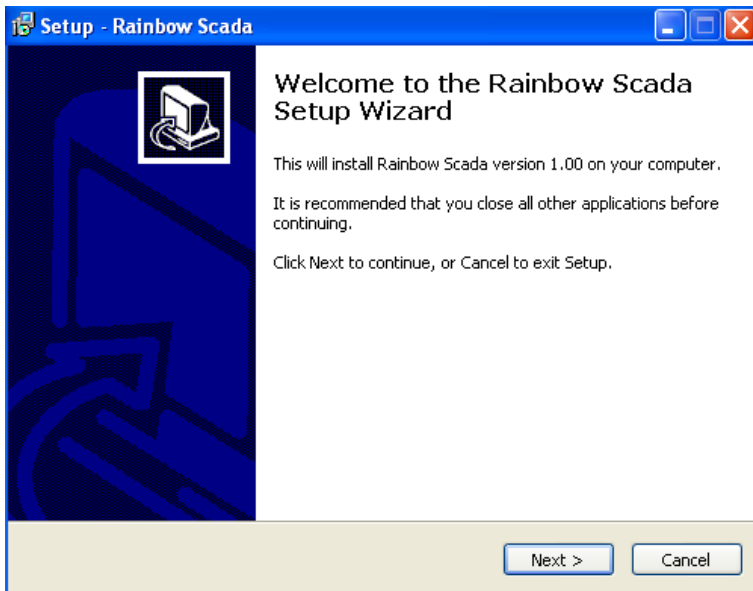 Setup - Rainbow Scada
Welcome to the Rainbow Scada
Setup Wizard
This will install Rainbow Scada version 1.00 on your computer.
It is recommended that you close all other applications before
continuing.
Click Next to continue, or Cancel to exit Setup.
Next >
Cancel